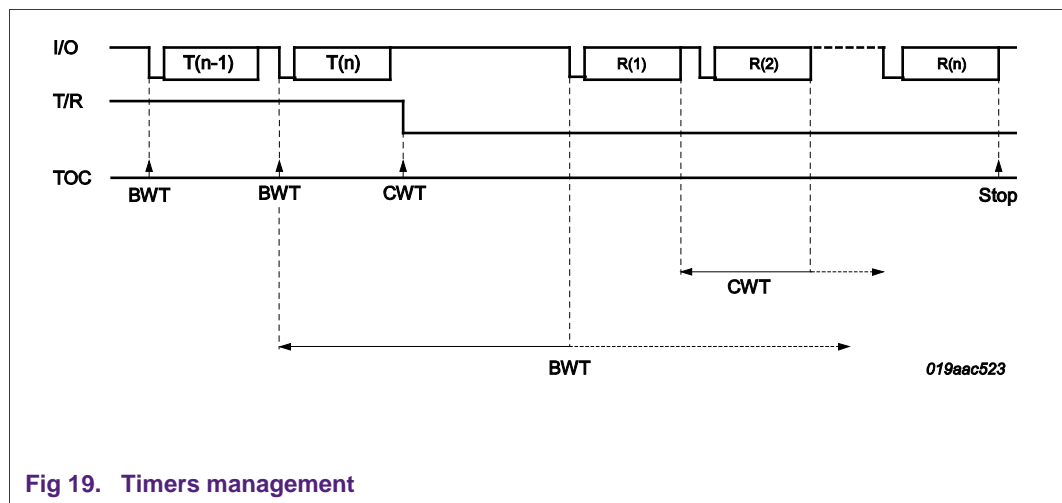 I/O
T(n-1)
T(n)
R(1)
R(2)
R(n)
T/R
TOC
BWT
BWT
CWT
Stop
CWT
BWT
019aac523
Fig 19. Timers management